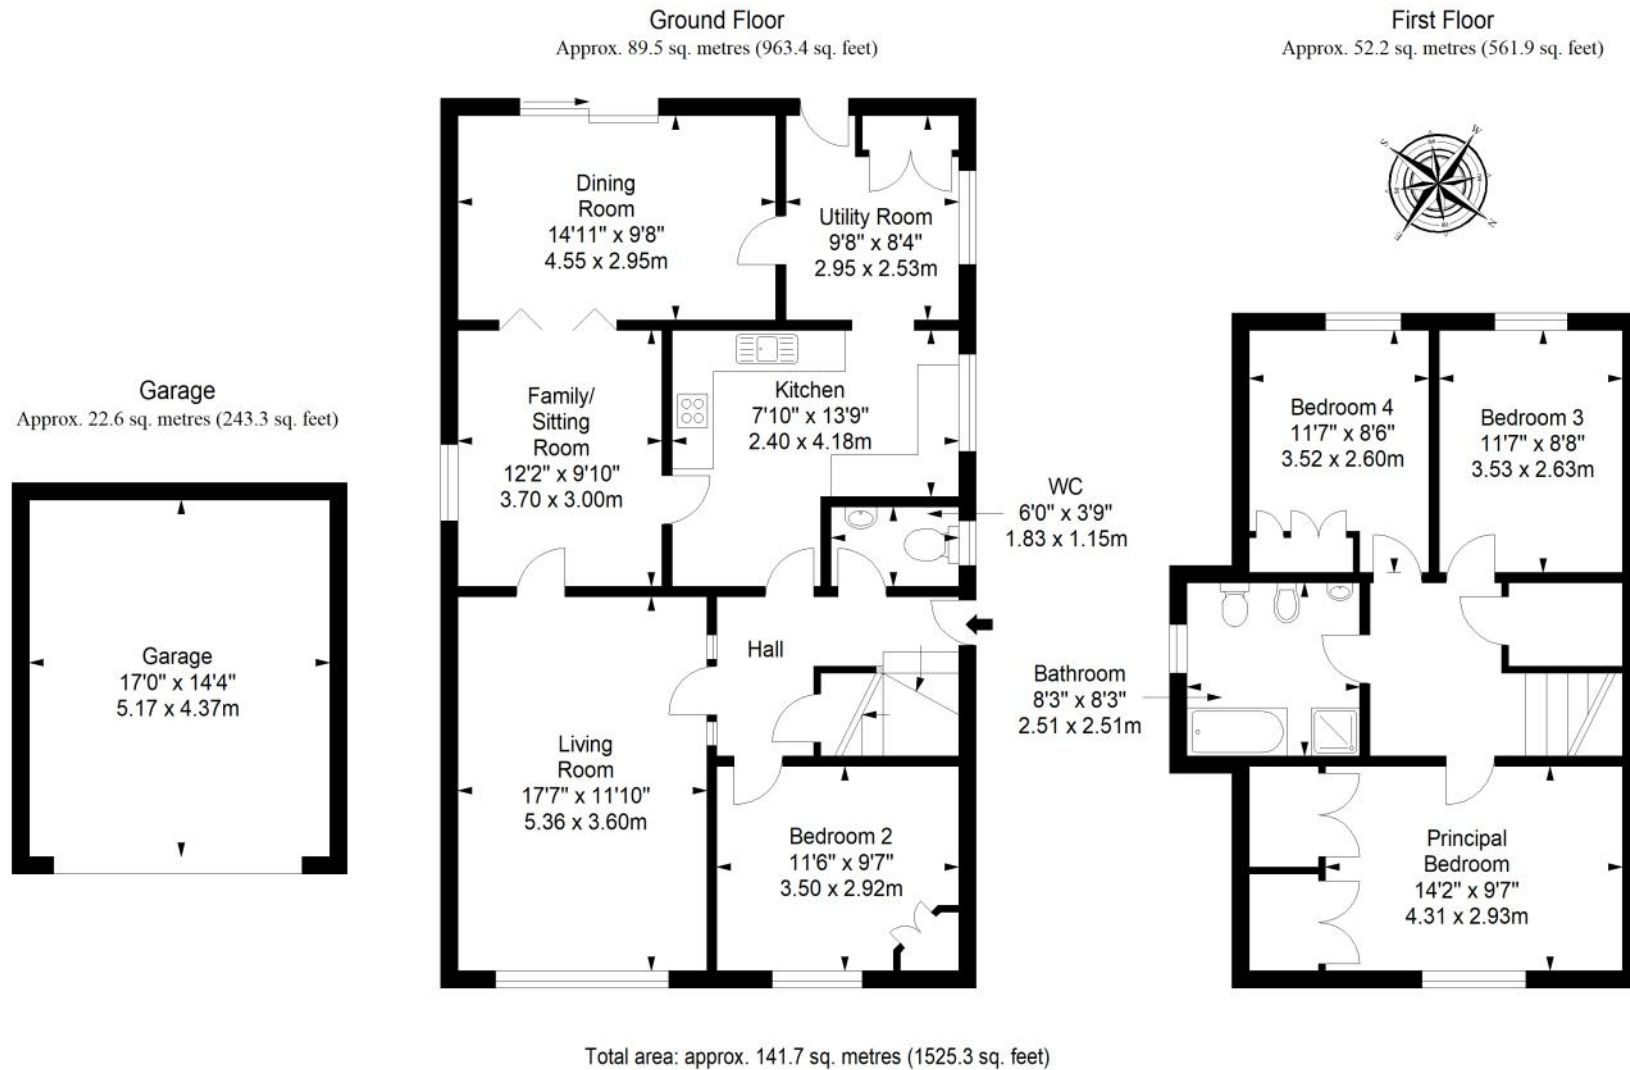 Ground Floor
Approx. 89.5 sq. metres (963.4 sq. feet)
First Floor
Approx. 52.2 sq. metres (561.9 sq. feet)
Garage
Approx. 22.6 sq. metres (243.3 sq. feet)
Garage
17'0" x 14'4"
5.17 x 4.37m
Dining
Room
14'11" x 9'8"
4.55 x 2.95m
Utility Room
9'8" x 8'4"
2.95 x 2.53m
Family/
Sitting
Room
12'2" x 9'10"
3.70 x 3.00m
Kitchen
7'10" x 13'9"
2.40 x 4.18m
WC
6'0" x 3'9"
1.83 x 1.15m
Hall
Living
Room
17'7" x 11'10"
5.36 x 3.60m
Bedroom 2
11'6" x 9'7"
3.50 x 2.92m
S
W
E
N
Bedroom 4
11'7" x 8'6"
3.52 x 2.60m
Bedroom 3
11'7" x 8'8"
3.53 x 2.63m
Bathroom
8'3" x 8'3"
2.51 x 2.51m
Principal
Bedroom
14'2" x 9'7"
4.31 x 2.93m
Total area: approx. 141.7 sq. metres (1525.3 sq. feet)